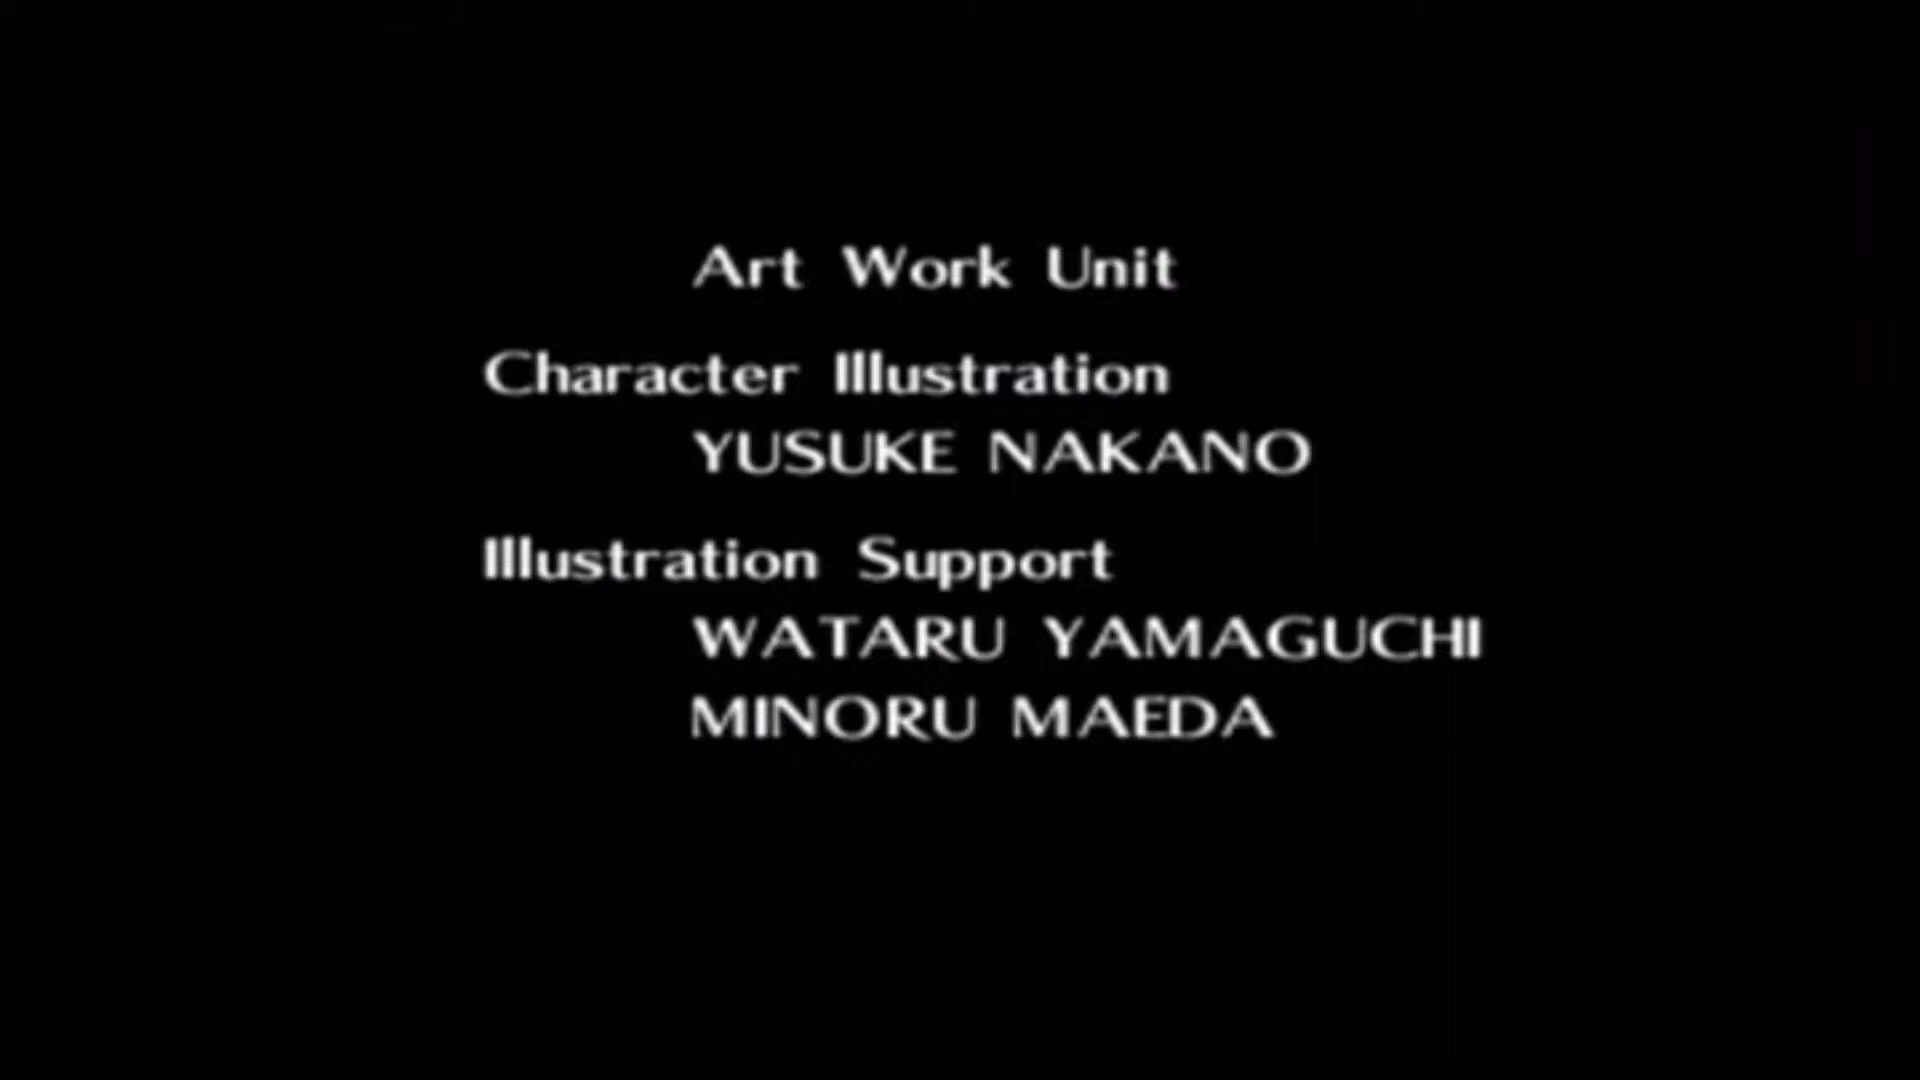 Art Work Unit
Character Illustration
YUSUKE NAKANO
Illustration Support
WATARU YAMAGUCHI
MINORU MAEDA